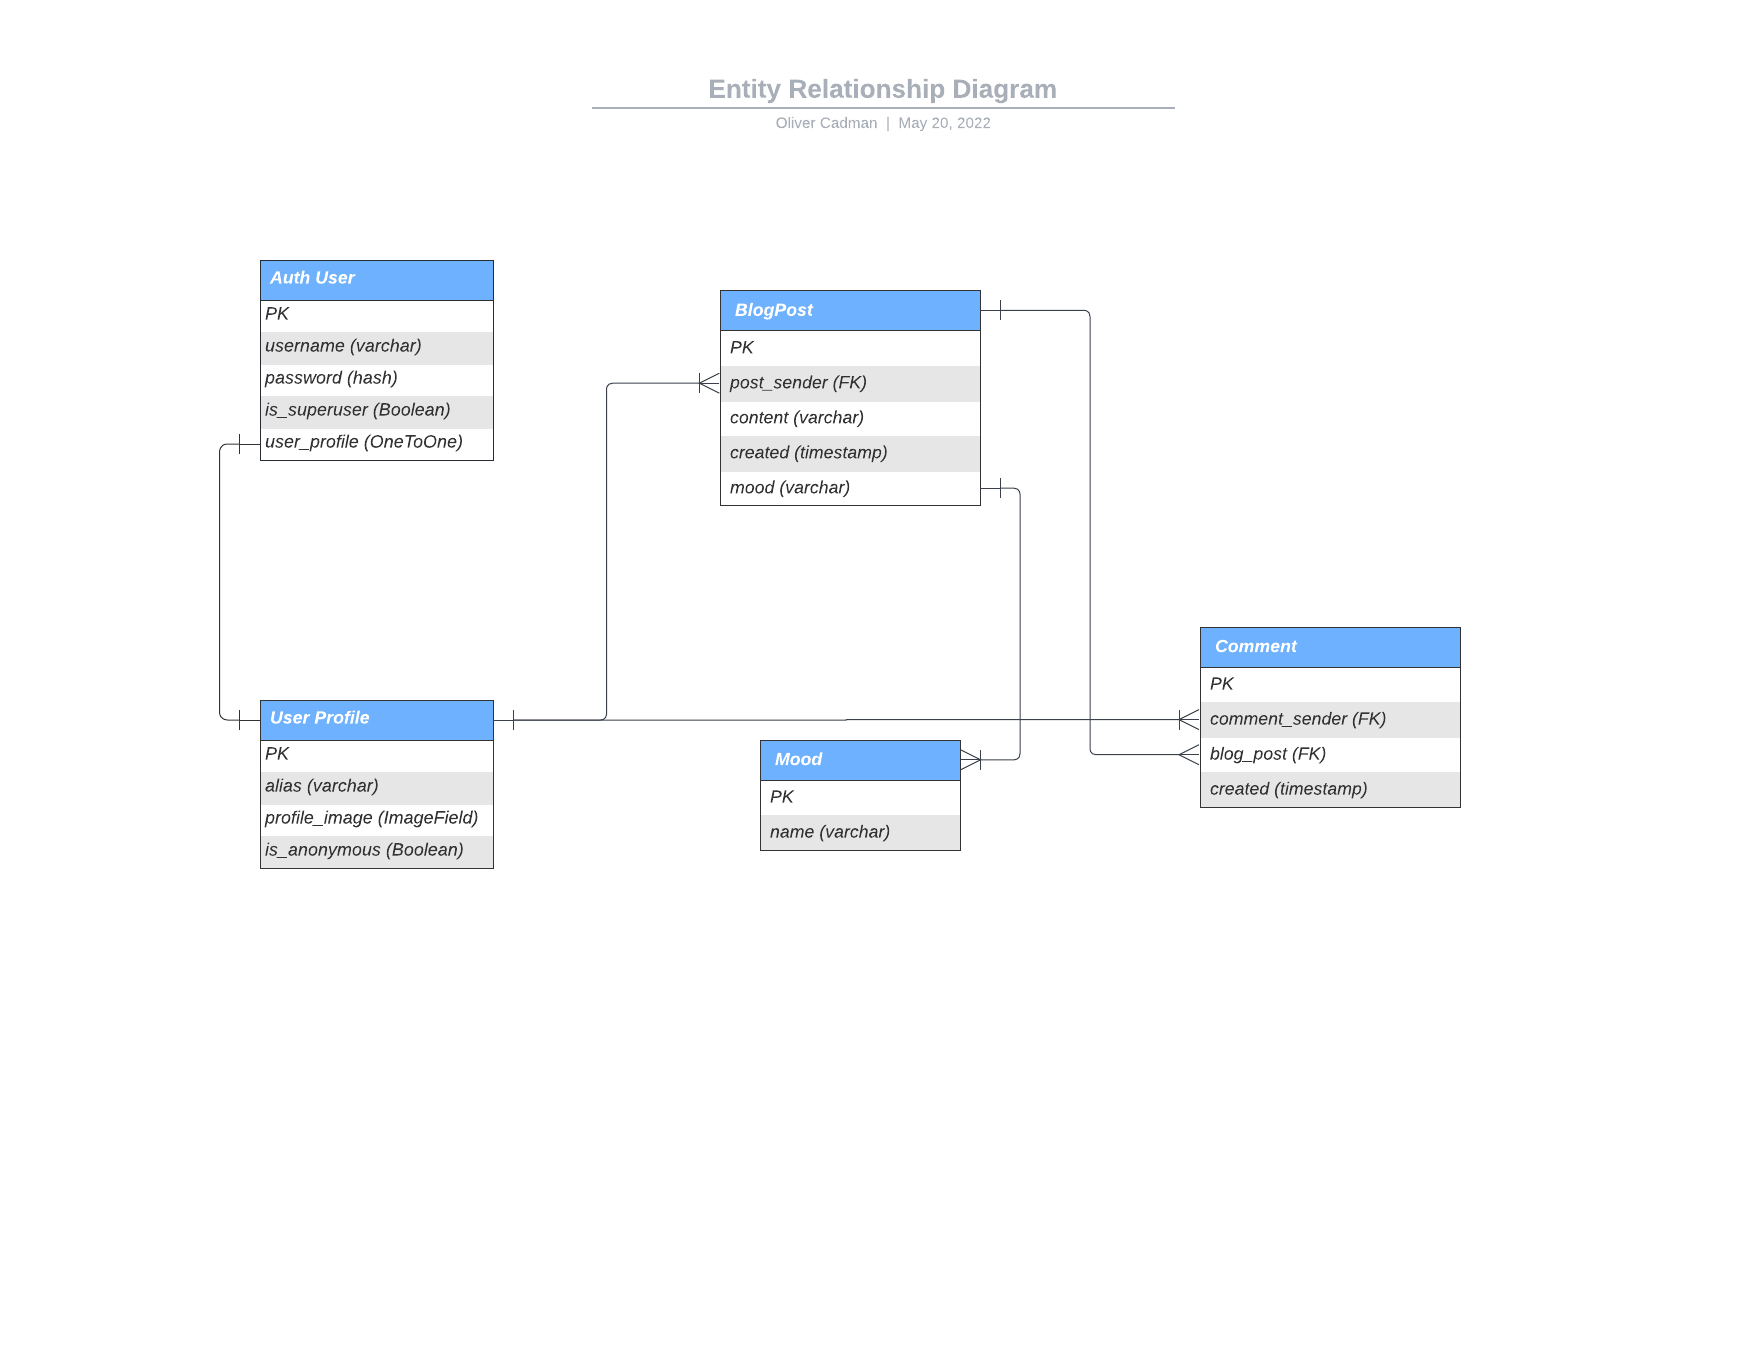 Entity Relationship Diagram
Oliver Cadman | May 20, 2022
Auth User
PK
username (varchar)
password (hash)
is_superuser (Boolean)
user_profile (OneToOne)
BlogPost
PK
post_sender (FK)
content (varchar)
created (timestamp)
mood (varchar)
User Profile
PK
alias (varchar)
profile_image (ImageField)
is_anonymous (Boolean)
Mood
PK
name (varchar)
Comment
PK
comment_sender (FK)
blog_post (FK)
created (timestamp)